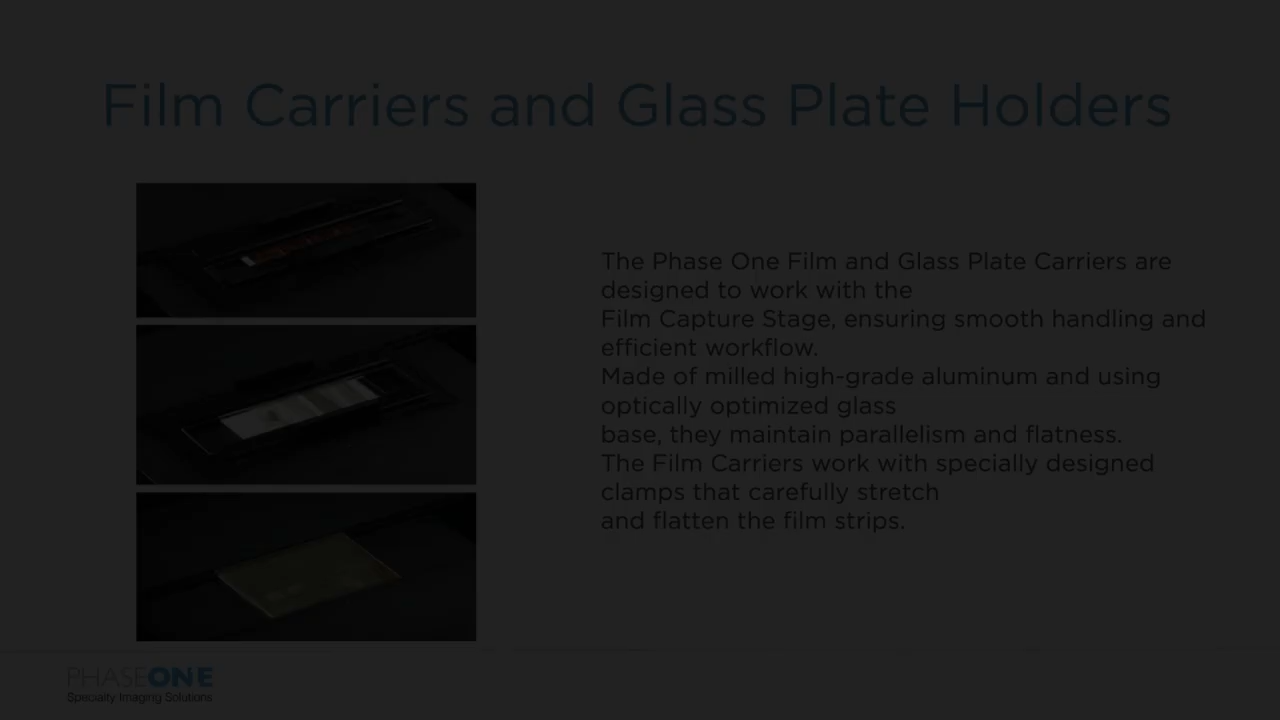 Film Carriers and Glass Plate Holders
The Phase One Film and Glass Plate Carriers are
designed to work with the
Film Capture Stage, ensuring smooth handling and
efficient workflow.
Made of milled high-grade aluminum and using
optically optimized glass
base, they maintain parallelism and flatness.
The Film Carriers work with specially designed
clamps that carefully stretch
and flatten the film strips.
PHASEONE
Specialty Imaging Solutions